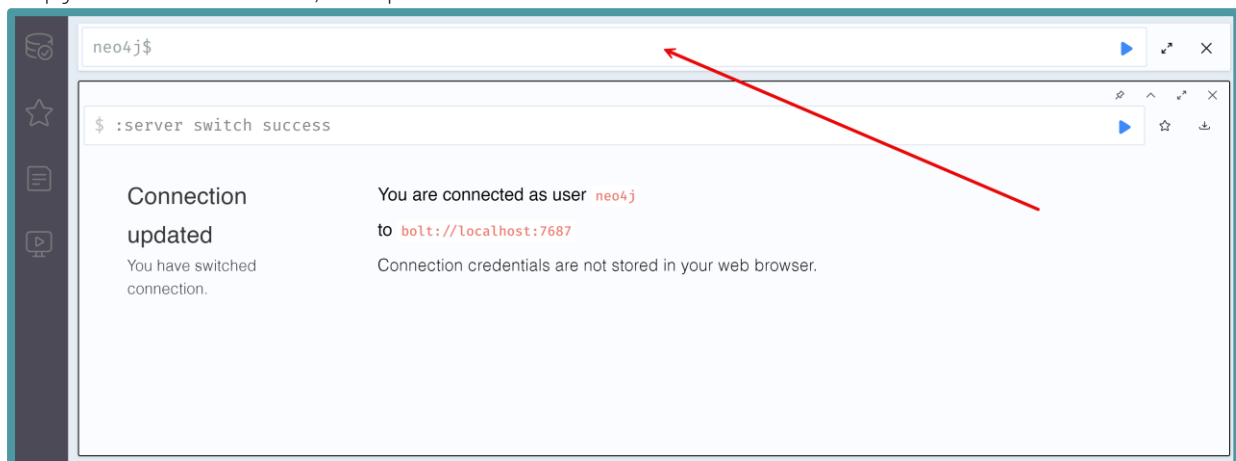 neo4j$
$ :server switch success
Connection
updated
You have switched
connection.
You are connected as user neo4j
to bolt://localhost:7687
Connection credentials are not stored in your web browser.